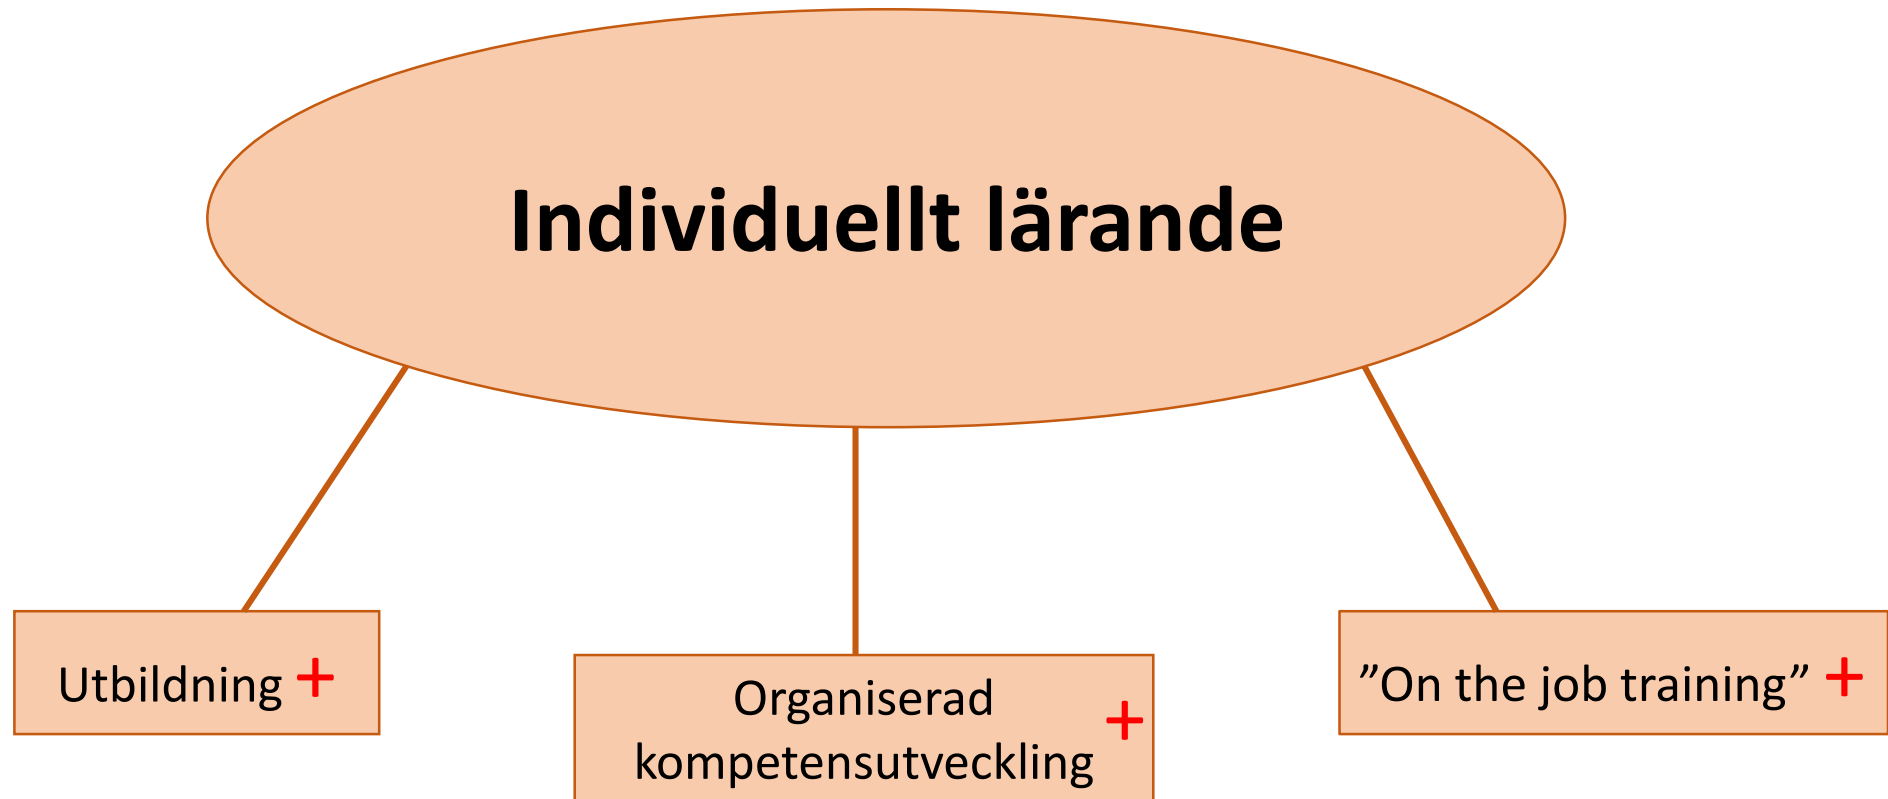 Individuellt lärande
Utbildning +
Organiserad
kompetensutveckling +
”On the job training” +